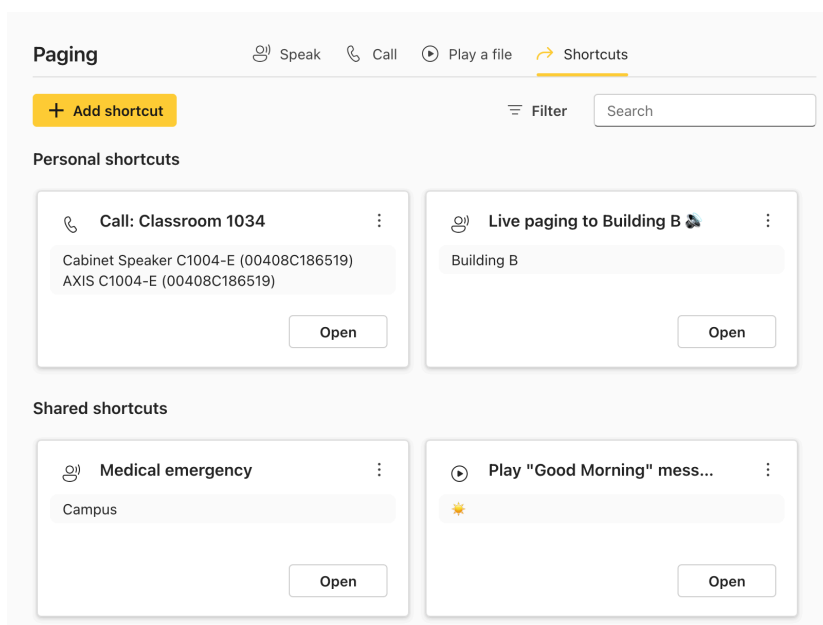 Paging
Speak
Call
Play a file
Shortcuts
Add shortcut
Filter
Search
Personal shortcuts
Call: Classroom 1034
Cabinet Speaker C1004-E (00408C186519)
AXIS C1004-E (00408C186519)
Open
Live paging to Building B 🔊
Building B
Open
Shared shortcuts
Medical emergency
Campus
Open
Play "Good Morning" mess...
☀️
Open